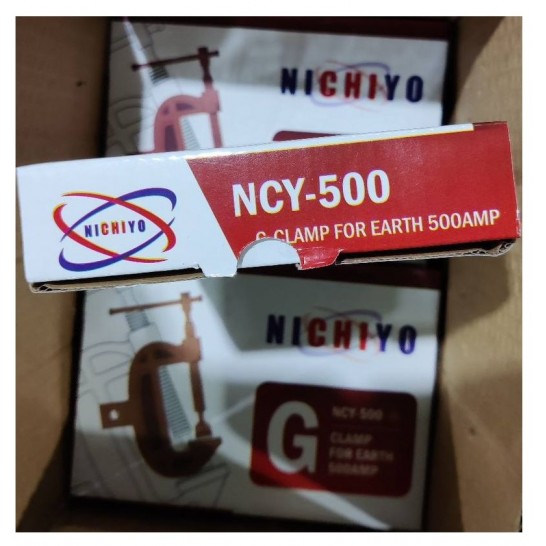 NICHIYO
NICHIYO
NCY-500
G-CLAMP FOR EARTH 500AMP
NICHIYO
G
NCY-500
CLAMP
FOR EARTH
500AMP